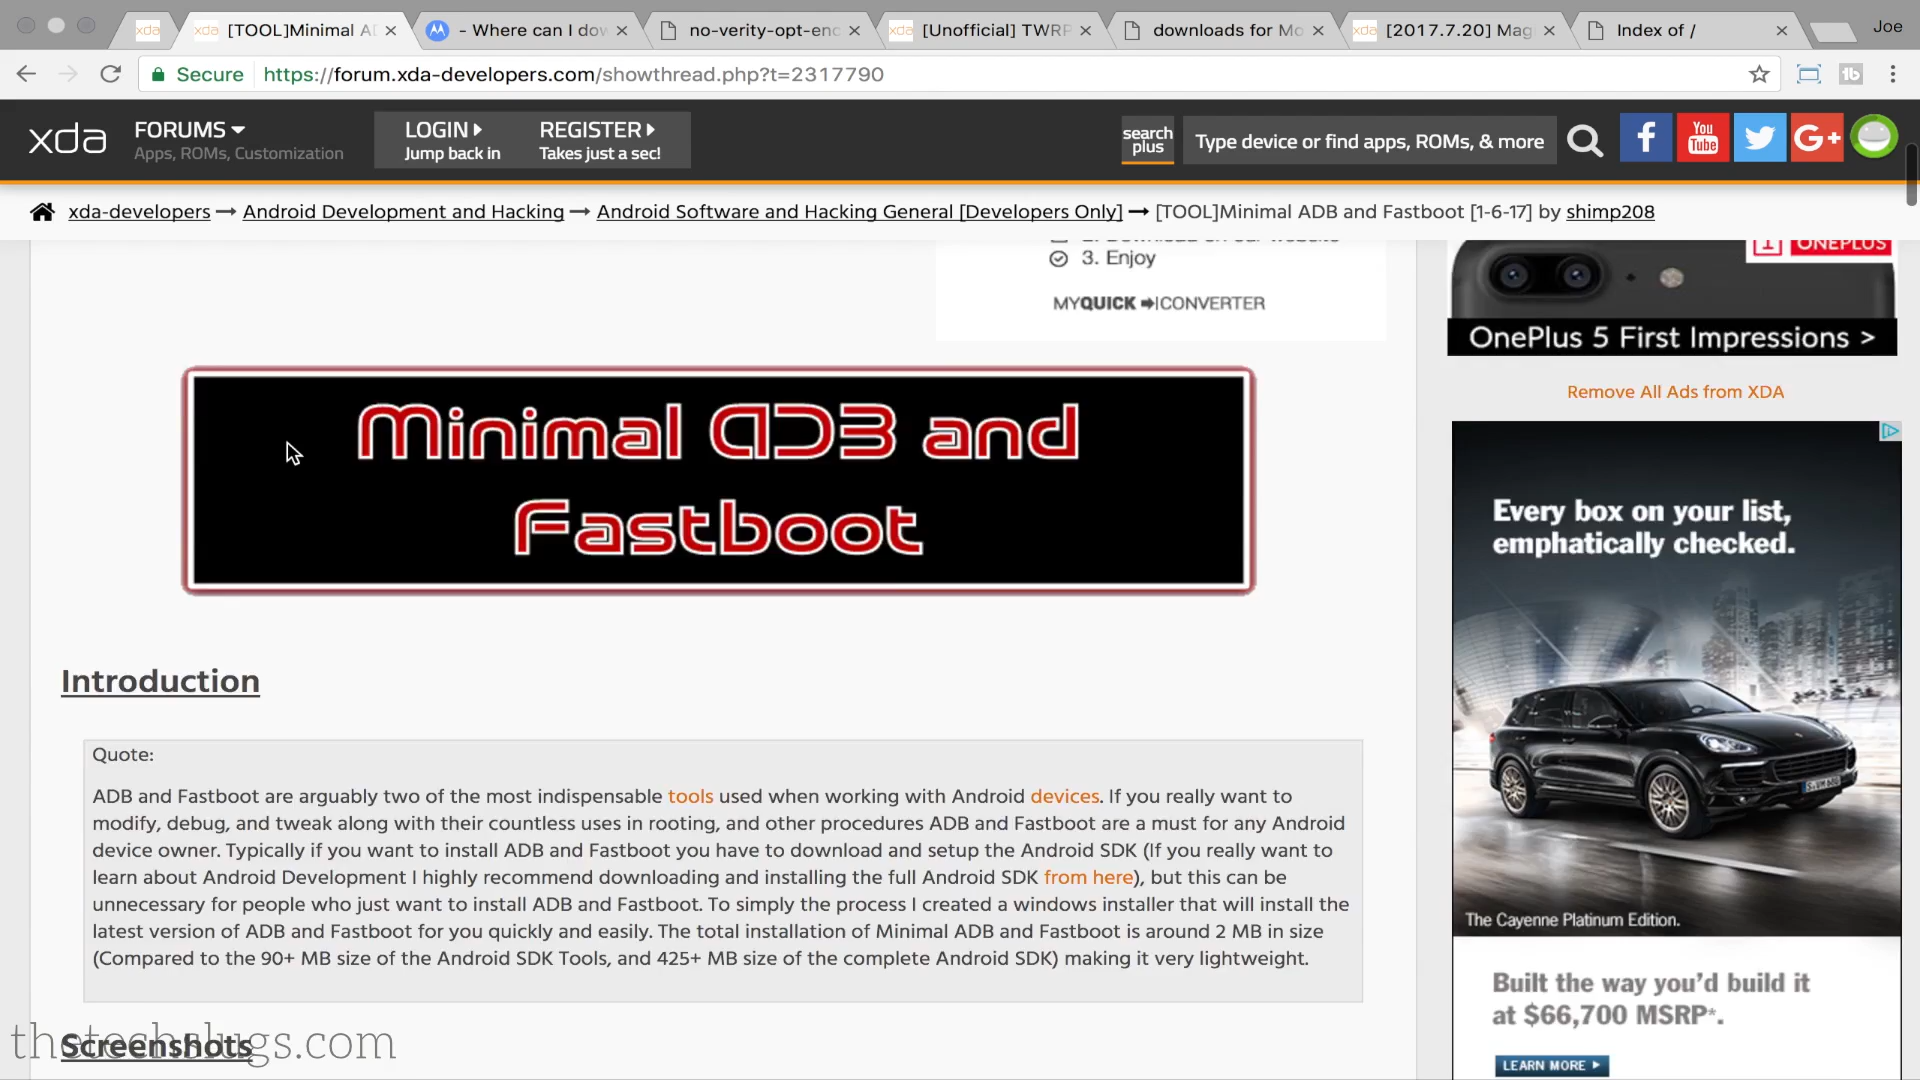 [TOOL]Minimal AD
- Where can I dow
no-verity-opt-enc
[Unofficial] TWRP
downloads for Mo
[2017.7.20] Mag
Index of /
Joe
Secure
https://forum.xda-developers.com/showthread.php?t=2317790
xda
FORUMS
Apps, ROMs, Customization
LOGIN
Jump back in
REGISTER
Takes just a sec!
search
plus
Type device or find apps, ROMs, & more
You
Tube
G+
xda-developers → Android Development and Hacking → Android Software and Hacking General [Developers Only] → [TOOL]Minimal ADB and Fastboot [1-6-17] by shimp208
3. Enjoy
MYQUICK CONVERTER
ONEPLUS
OnePlus 5 First Impressions >
Remove All Ads from XDA
Minimal ADB and
Fastboot
Introduction
Quote:
ADB and Fastboot are arguably two of the most indispensable tools used when working with Android devices. If you really want to
modify, debug, and tweak along with their countless uses in rooting, and other procedures ADB and Fastboot are a must for any Android
device owner. Typically if you want to install ADB and Fastboot you have to download and setup the Android SDK (If you really want to
learn about Android Development I highly recommend downloading and installing the full Android SDK from here), but this can be
unnecessary for people who just want to install ADB and Fastboot. To simply the process I created a windows installer that will install the
latest version of ADB and Fastboot for you quickly and easily. The total installation of Minimal ADB and Fastboot is around 2 MB in size
(Compared to the 90+ MB size of the Android SDK Tools, and 425+ MB size of the complete Android SDK) making it very lightweight.
Screenshots
thetechslugs.com
Every box on your list,
emphatically checked.
The Cayenne Platinum Edition.
Built the way you'd build it
at $66,700 MSRP*.
LEARN MORE